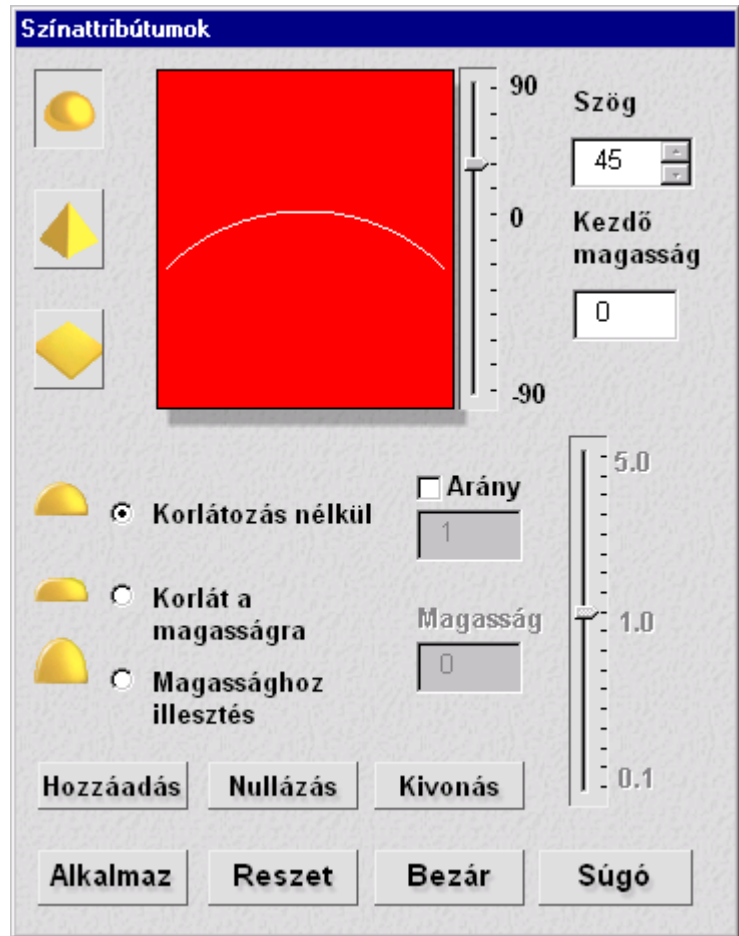 Színattribútumok
90
0
-90
Szög
45
Kezdő
magasság
0
Korlátozás nélkül
Korlát a
magasságra
Magassághoz
illesztés
Arány
1
Magasság
0
5.0
1.0
0.1
Hozzáadás
Nullázás
Kivonás
Alkalmaz
Reszet
Bezár
Súgó